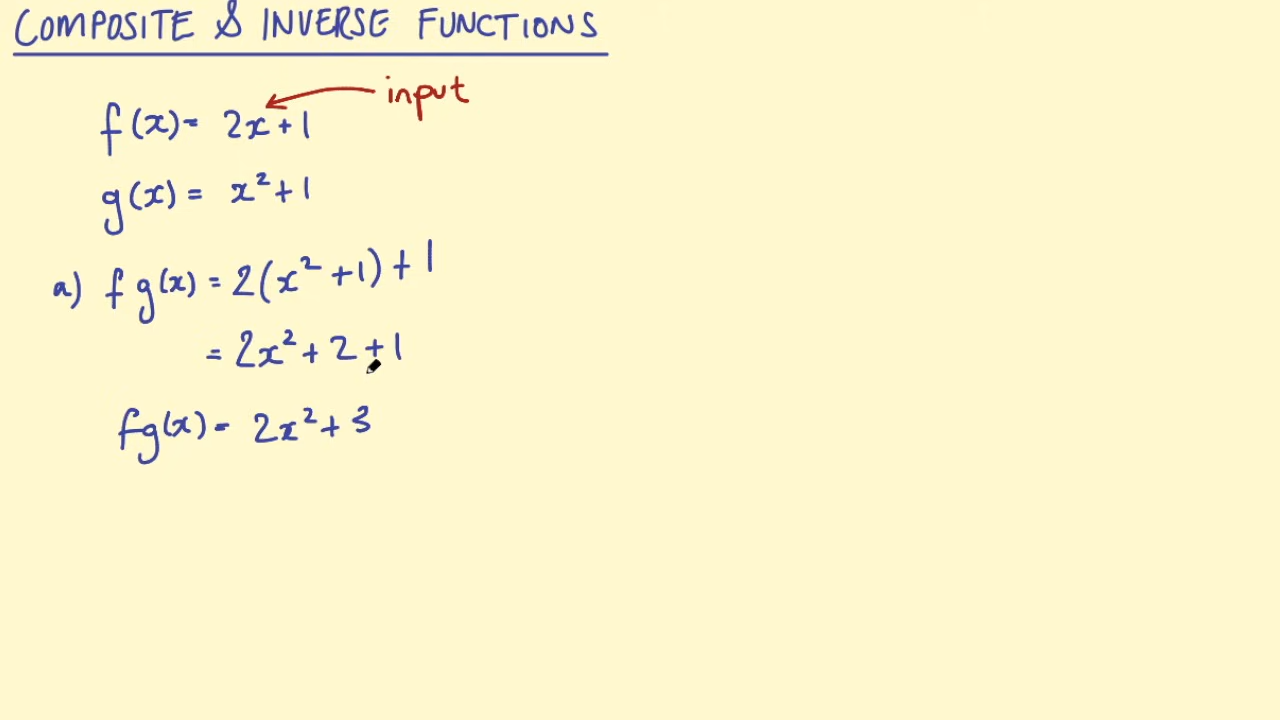 COMPOSITE & INVERSE FUNCTIONS
input
f(x)= 2x+1
g(x)= x²+1
a) fg(x)= 2(x²+1)+1
= 2x²+2+1
fg(x)= 2x²+3